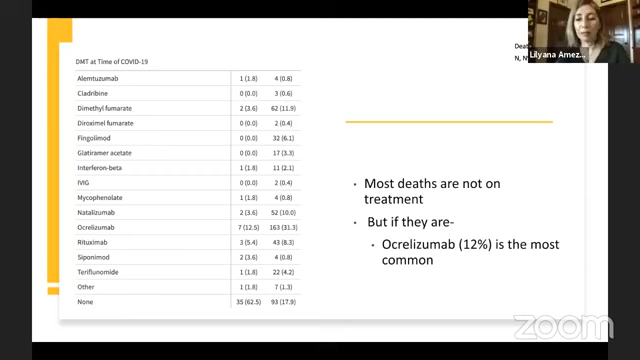 Deat
N, N
Lilyana Amez...
DMT at Time of COVID-19
Alemtuzumab 1 (1.8) 4 (0.8)
Cladribine 0 (0.0) 3 (0.6)
Dimethyl fumarate 2 (3.6) 62 (11.9)
Diroximel fumarate 0 (0.0) 2 (0.4)
Fingolimod 0 (0.0) 32 (6.1)
Glatiramer acetate 0 (0.0) 17 (3.3)
Interferon-beta 1 (1.8) 11 (2.1)
IVIG 0 (0.0) 2 (0.4)
Mycophenolate 1 (1.8) 4 (0.8)
Natalizumab 2 (3.6) 52 (10.0)
Ocrelizumab 7 (12.5) 163 (31.3)
Rituximab 3 (5.4) 43 (8.3)
Siponimod 2 (3.6) 4 (0.8)
Teriflunomide 1 (1.8) 22 (4.2)
Other 1 (1.8) 7 (1.3)
None 35 (62.5) 93 (17.9)
• Most deaths are not on
treatment
• But if they are-
• Ocrelizumab (12%) is the most
common
zoom